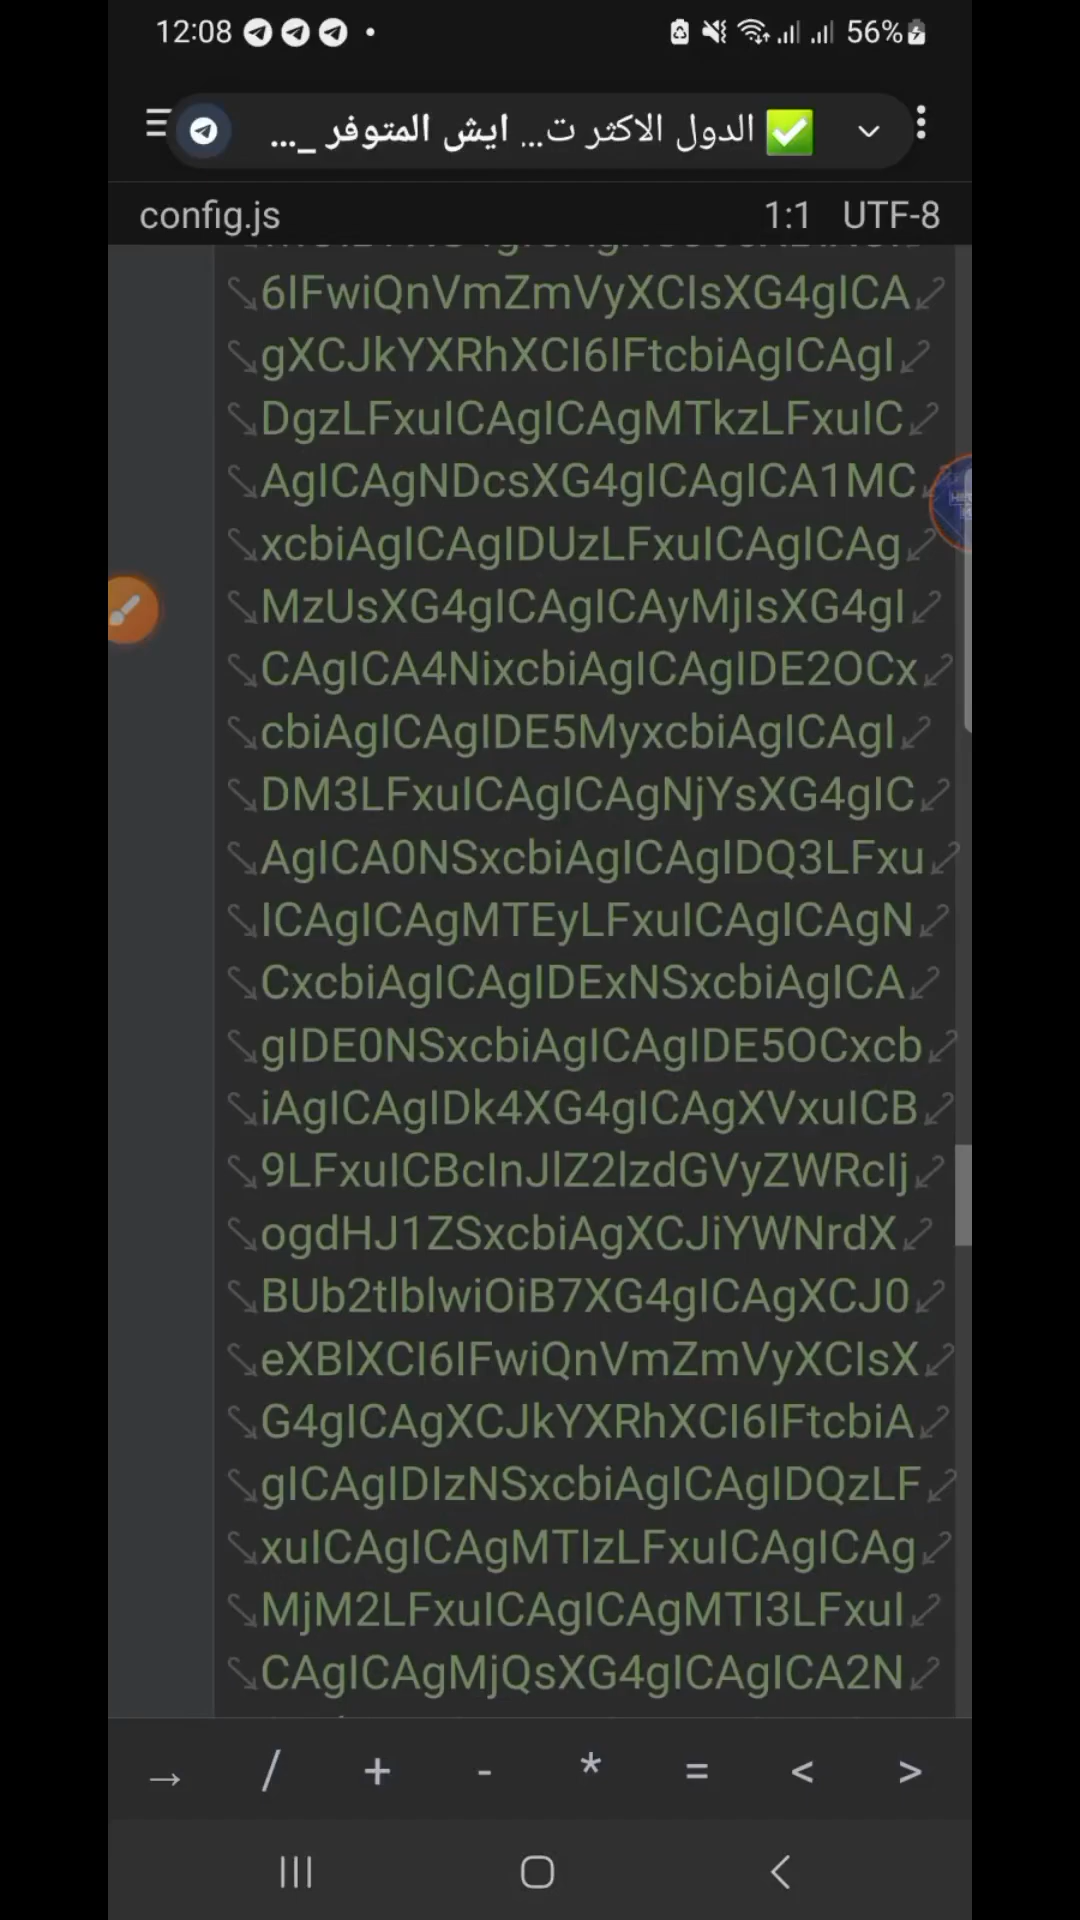 12:08
56%
✅ الدول الاكثر ت... ايش المتوفر _...
config.js
1:1 UTF-8
6IFwiQnVmZmVyXCIsXG4gICA
gXCJkYXRhXCI6IFtcbiAgICAgI
DgzLFxuICAgICAgMTkzLFxuIC
AgICAgNDcsXG4gICAgICA1MC
xcbiAgICAgIDUzLFxuICAgICAg
MzUsXG4gICAgICAyMjIsXG4gI
CAgICA4NixcbiAgICAgIDE2OCx
cbiAgICAgIDE5MyxcbiAgICAgI
DM3LFxuICAgICAgNjYsXG4gIC
AgICA0NSxcbiAgICAgIDQ3LFxu
ICAgICAgMTEyLFxuICAgICAgN
CxcbiAgICAgIDExNSxcbiAgICA
gIDE0NSxcbiAgICAgIDE5OCxcb
iAgICAgIDk4XG4gICAgXVxuICB
9LFxuICBcInJlZ2lzdGVyZWRcIj
ogdHJ1ZSxcbiAgXCJiYWNrdX
BUb2tlblwiOiB7XG4gICAgXCJ0
eXBlXCI6IFwiQnVmZmVyXCIsX
G4gICAgXCJkYXRhXCI6IFtcbiA
gICAgIDIzNSxcbiAgICAgIDQzLF
xuICAgICAgMTIzLFxuICAgICAg
MjM2LFxuICAgICAgMTI3LFxuI
CAgICAgMjQsXG4gICAgICA2N
→ / + - * = < >